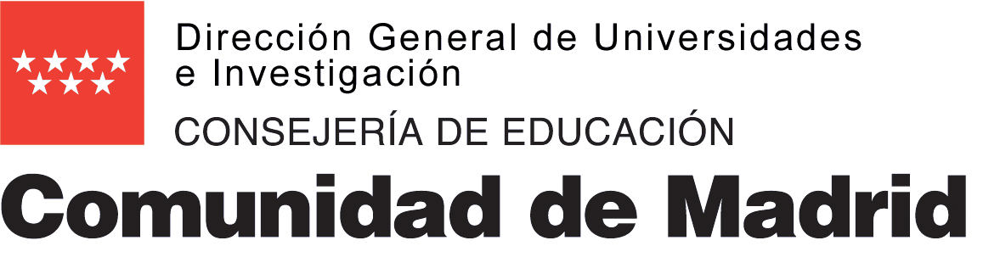 Dirección General de Universidades
e Investigación
CONSEJERÍA DE EDUCACIÓN
Comunidad de Madrid